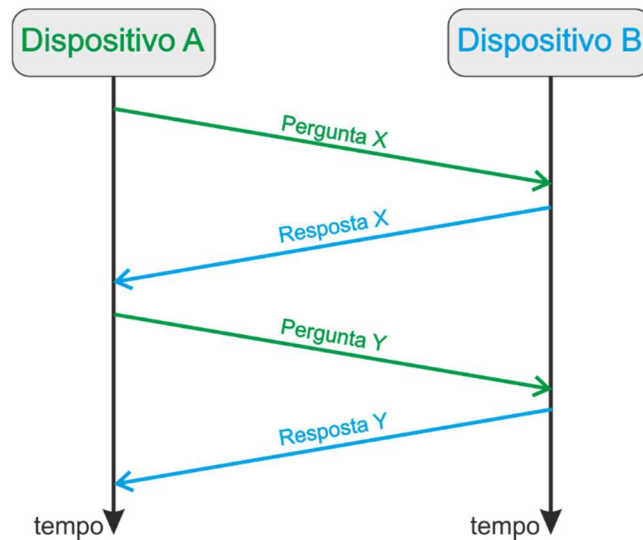 Dispositivo A
Dispositivo B
Pergunta X
Resposta X
Pergunta Y
Resposta Y
tempo
tempo